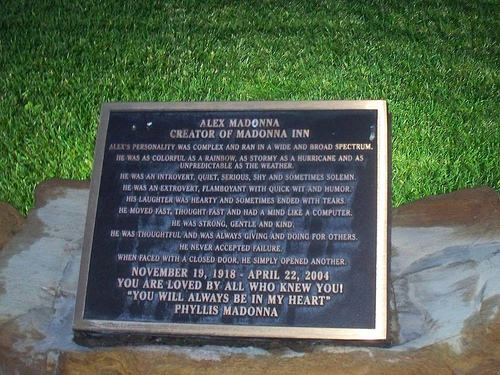 ALEX MADONNA
CREATOR OF MADONNA INN
ALEX'S PERSONALITY WAS COMPLEX AND RAN IN A WIDE AND BROAD SPECTRUM.
HE WAS AS COLORFUL AS A RAINBOW, AS STORMY AS A HURRICANE AND AS
UNPREDICTABLE AS THE WEATHER.
HE WAS AN INTROVERT, QUIET, SERIOUS, SHY AND SOMETIMES SOLEMN.
HE WAS AN EXTROVERT, FLAMBOYANT WITH QUICK WIT AND HUMOR.
HIS LAUGHTER WAS HEARTY AND SOMETIMES ENDED WITH TEARS.
HE MOVED FAST, THOUGHT FAST AND HAD A MIND LIKE A COMPUTER.
HE WAS STRONG, GENTLE AND KIND.
HE WAS THOUGHTFUL AND WAS ALWAYS GIVING AND DOING FOR OTHERS.
HE NEVER ACCEPTED FAILURE.
WHEN FACED WITH A CLOSED DOOR, HE SIMPLY OPENED ANOTHER.
NOVEMBER 19, 1918 - APRIL 22, 2004
YOU ARE LOVED BY ALL WHO KNEW YOU!
"YOU WILL ALWAYS BE IN MY HEART"
PHYLLIS MADONNA